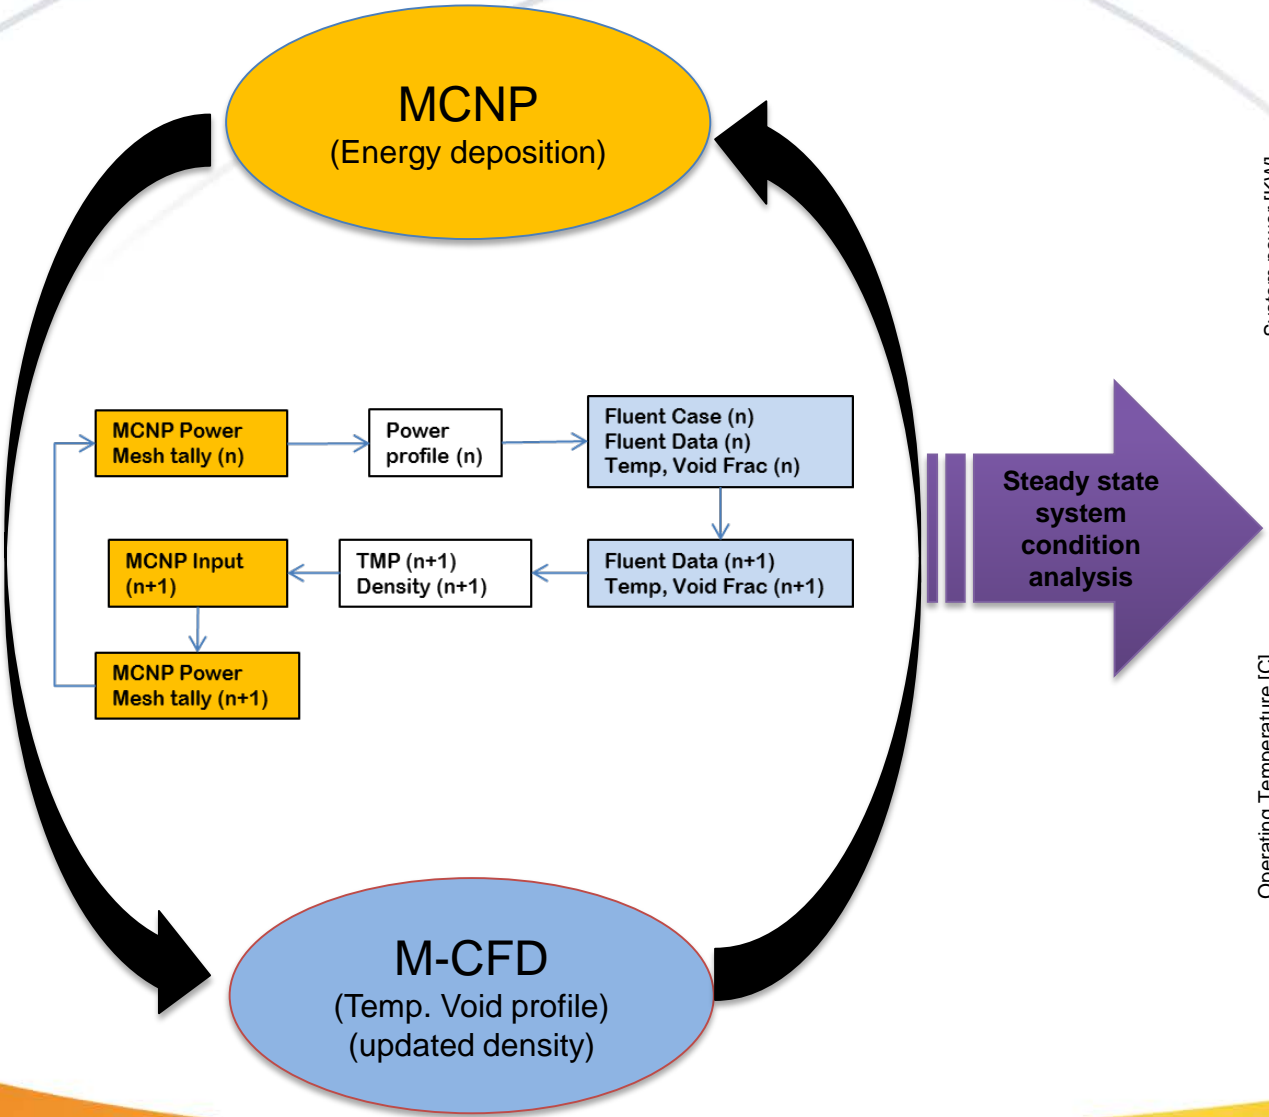 MCNP
(Energy deposition)
MCNP Power
Mesh tally (n)
Power
profile (n)
Fluent Case (n)
Fluent Data (n)
Temp, Void Frac (n)
Fluent Data (n+1)
Temp, Void Frac (n+1)
TMP (n+1)
Density (n+1)
MCNP Input
(n+1)
MCNP Power
Mesh tally (n+1)
M-CFD
(Temp. Void profile)
(updated density)
Steady state
system
condition
analysis
Operating Temperature [C]